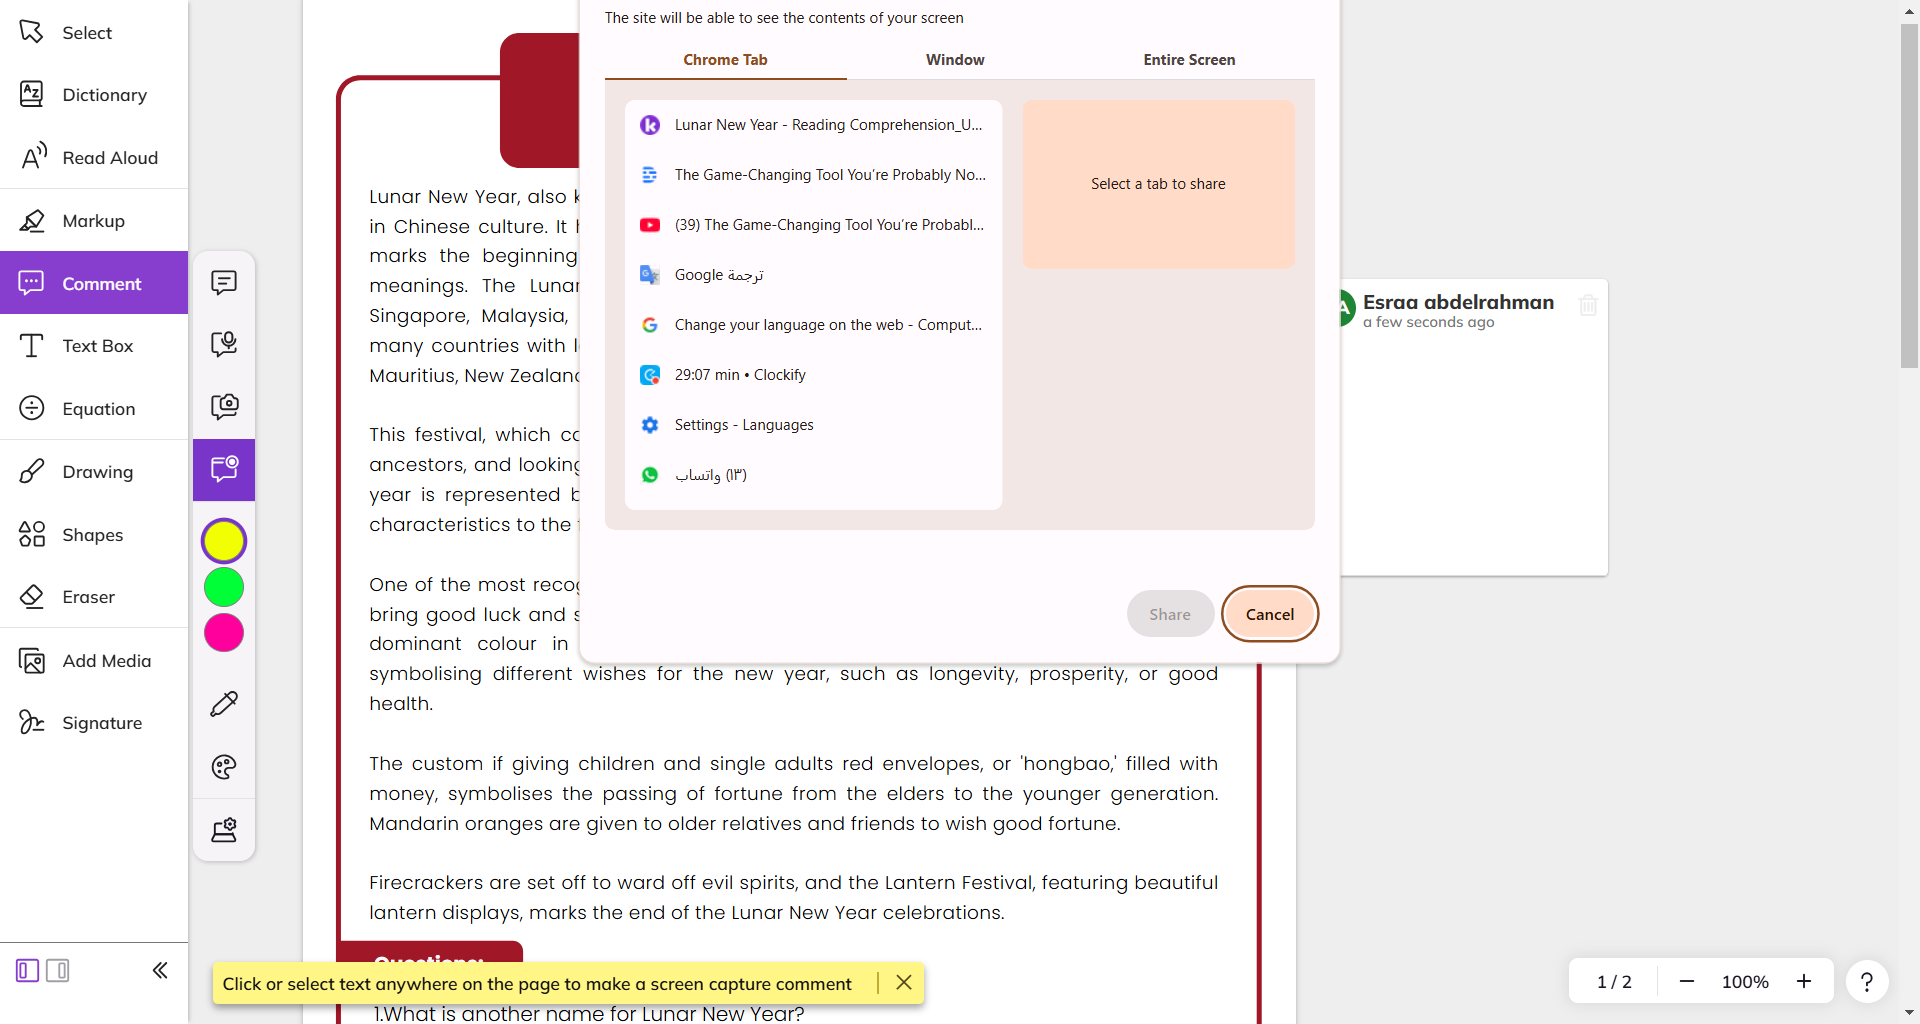 Select
Dictionary
Read Aloud
Markup
Comment
Text Box
Equation
Drawing
Shapes
Eraser
Add Media
Signature
The site will be able to see the contents of your screen
Chrome Tab
Window
Entire Screen
Lunar New Year - Reading Comprehension_U...
The Game-Changing Tool You're Probably No...
(39) The Game-Changing Tool You're Probabl...
Google ترجمة
Change your language on the web - Comput...
29:07 min • Clockify
Settings - Languages
(١٣) واتساب
Select a tab to share
Share
Cancel
Esraa abdelrahman
a few seconds ago
Lunar New Year, also
in Chinese culture. It
marks the beginning
meanings. The Lunar
Singapore, Malaysia,
many countries with
Mauritius, New Zealand
This festival, which
ancestors, and looking
year is represented
characteristics to the
One of the most
bring good luck and
dominant colour in
symbolising different wishes for the new year, such as longevity, prosperity, or good
health.
The custom if giving children and single adults red envelopes, or 'hongbao,' filled with
money, symbolises the passing of fortune from the elders to the younger generation.
Mandarin oranges are given to older relatives and friends to wish good fortune.
Firecrackers are set off to ward off evil spirits, and the Lantern Festival, featuring beautiful
lantern displays, marks the end of the Lunar New Year celebrations.
Questions:
Click or select text anywhere on the page to make a screen capture comment
1.What is another name for Lunar New Year?
1 / 2
100%